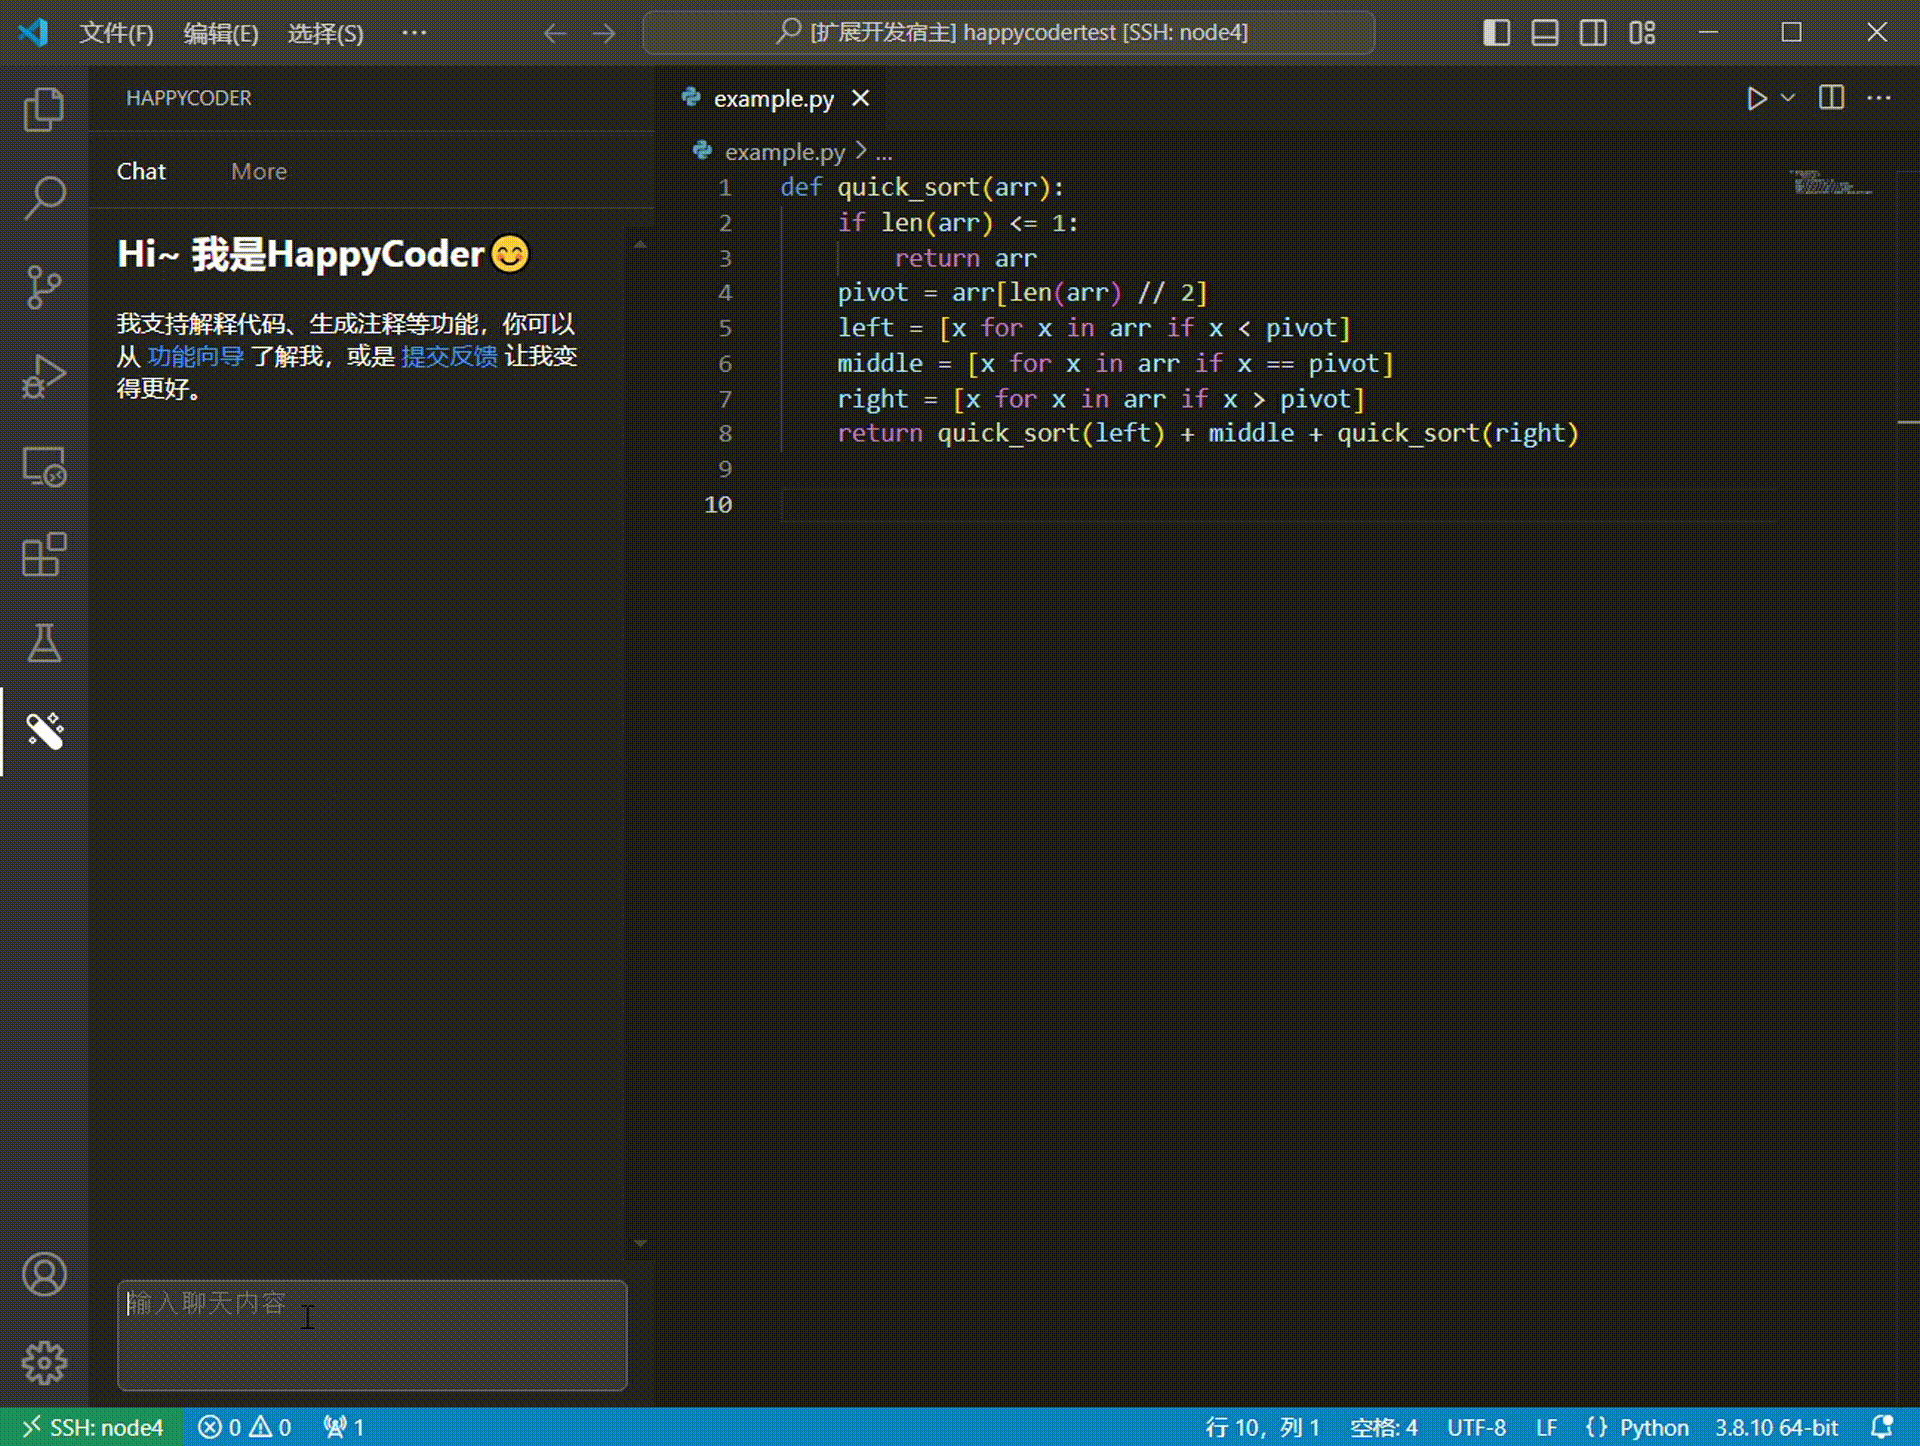 文件(F) 编辑(E) 选择(S) ··· [扩展开发宿主] happycodertest [SSH: node4]
HAPPYCODER
Chat More
Hi~ 我是HappyCoder😊
我支持解释代码、生成注释等功能，你可以
从 功能向导 了解我，或是 提交反馈 让我变
得更好。
输入聊天内容
example.py
example.py > ...
1 def quick_sort(arr):
2     if len(arr) <= 1:
3         return arr
4     pivot = arr[len(arr) // 2]
5     left = [x for x in arr if x < pivot]
6     middle = [x for x in arr if x == pivot]
7     right = [x for x in arr if x > pivot]
8     return quick_sort(left) + middle + quick_sort(right)
9
10
SSH: node4 0 0 1 行 10，列 1 空格: 4 UTF-8 LF {} Python 3.8.10 64-bit